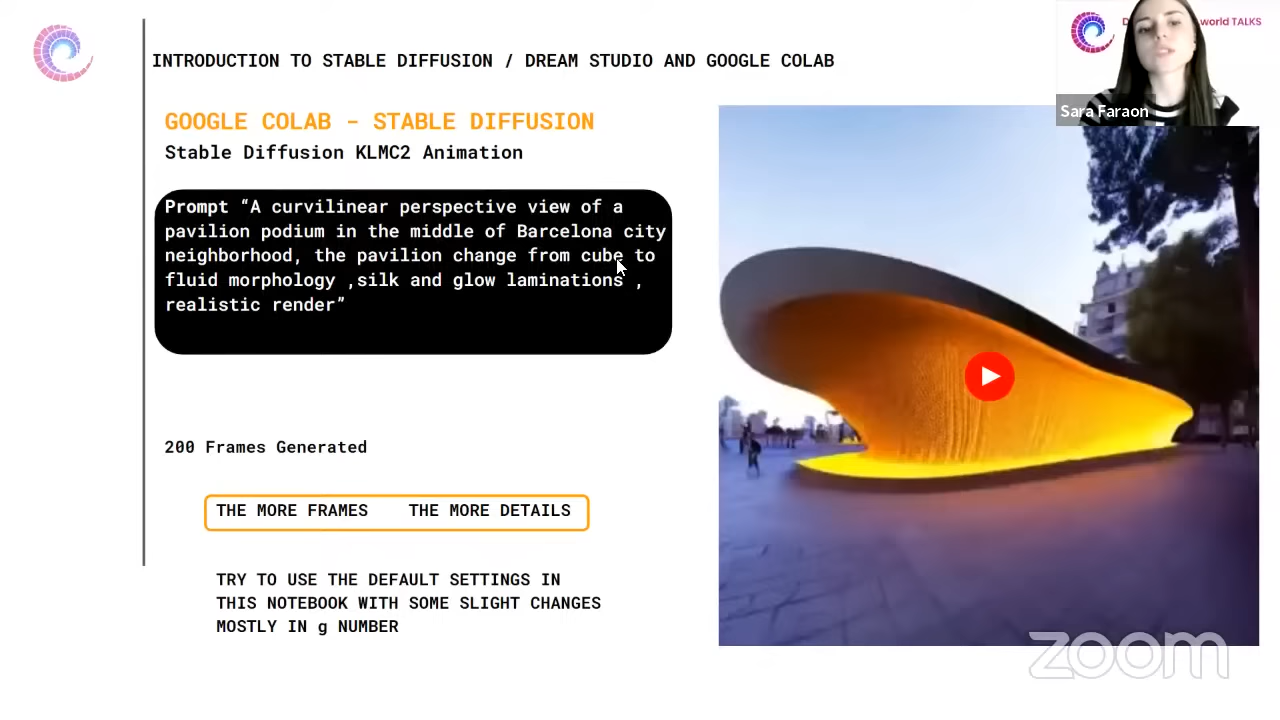 world TALKS
Sara Faraon
INTRODUCTION TO STABLE DIFFUSION / DREAM STUDIO AND GOOGLE COLAB
GOOGLE COLAB - STABLE DIFFUSION
Stable Diffusion KLMC2 Animation
Prompt “A curvilinear perspective view of a
pavilion podium in the middle of Barcelona city
neighborhood, the pavilion change from cube to
fluid morphology ,silk and glow laminations ,
realistic render”
200 Frames Generated
THE MORE FRAMES THE MORE DETAILS
TRY TO USE THE DEFAULT SETTINGS IN
THIS NOTEBOOK WITH SOME SLIGHT CHANGES
MOSTLY IN g NUMBER
zoom